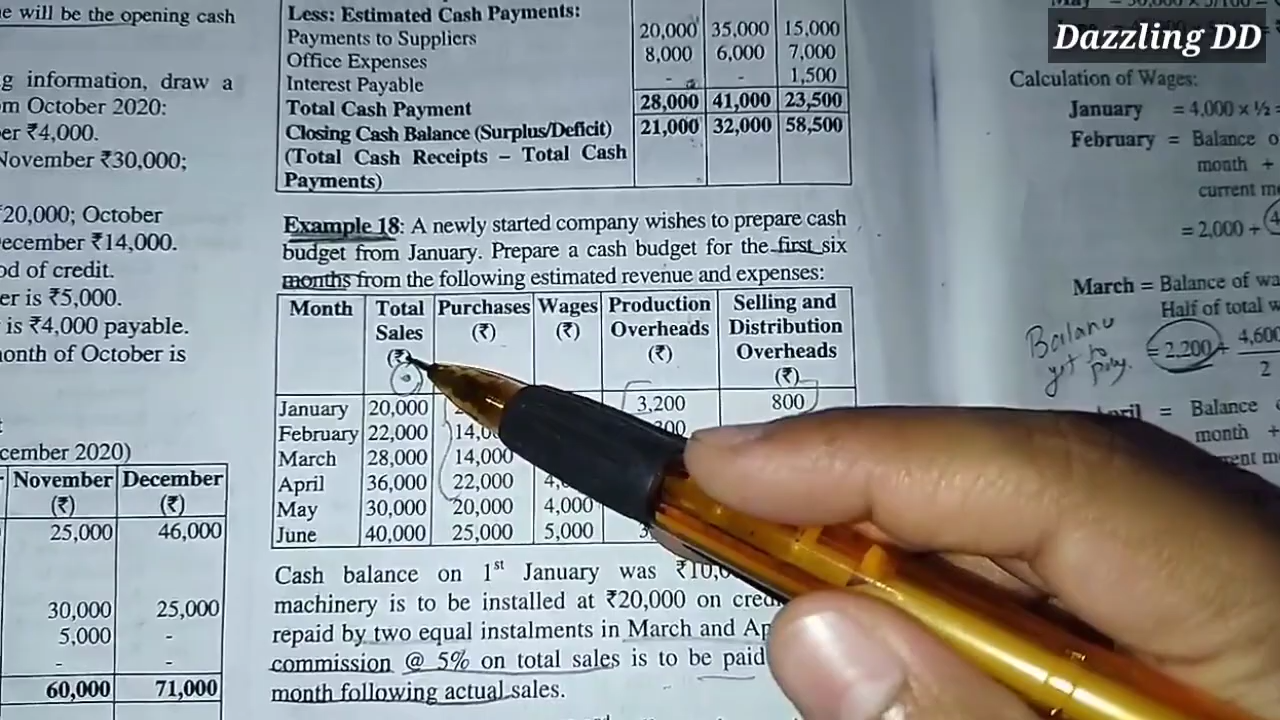 Dazzling DD
e will be the opening cash
g information, draw a
om October 2020:
er ₹4,000.
November ₹30,000;
₹20,000; October
ecember ₹14,000.
od of credit.
er is ₹5,000.
is ₹4,000 payable.
onth of October is
cember 2020)
November December
(₹) (₹)
25,000 46,000
30,000 25,000
5,000 -
- -
60,000 71,000
Less: Estimated Cash Payments:
Payments to Suppliers 20,000 35,000 15,000
Office Expenses 8,000 6,000 7,000
Interest Payable - - 1,500
Total Cash Payment 28,000 41,000 23,500
Closing Cash Balance (Surplus/Deficit) 21,000 32,000 58,500
(Total Cash Receipts – Total Cash
Payments)
Example 18: A newly started company wishes to prepare cash
budget from January. Prepare a cash budget for the first six
months from the following estimated revenue and expenses:
Month Total Purchases Wages Production Selling and
Sales (₹) (₹) Overheads Distribution
(₹) (₹) Overheads
(₹)
January 20,000 3,200 800
February 22,000
March 28,000 14,000
April 36,000 22,000
May 30,000 20,000 4,000
June 40,000 25,000 5,000
Cash balance on 1st January was
machinery is to be installed at ₹20,000 on
repaid by two equal instalments in March and
commission @ 5% on total sales is to be paid
month following actual sales.
Calculation of Wages:
January = 4,000 x ½ =
February = Balance o
month +
current m
= 2,000 +
March = Balance of wa
Half of total w
= 2,200 + 4,600
2
Balance
yet to
pay.
= Balance
month +